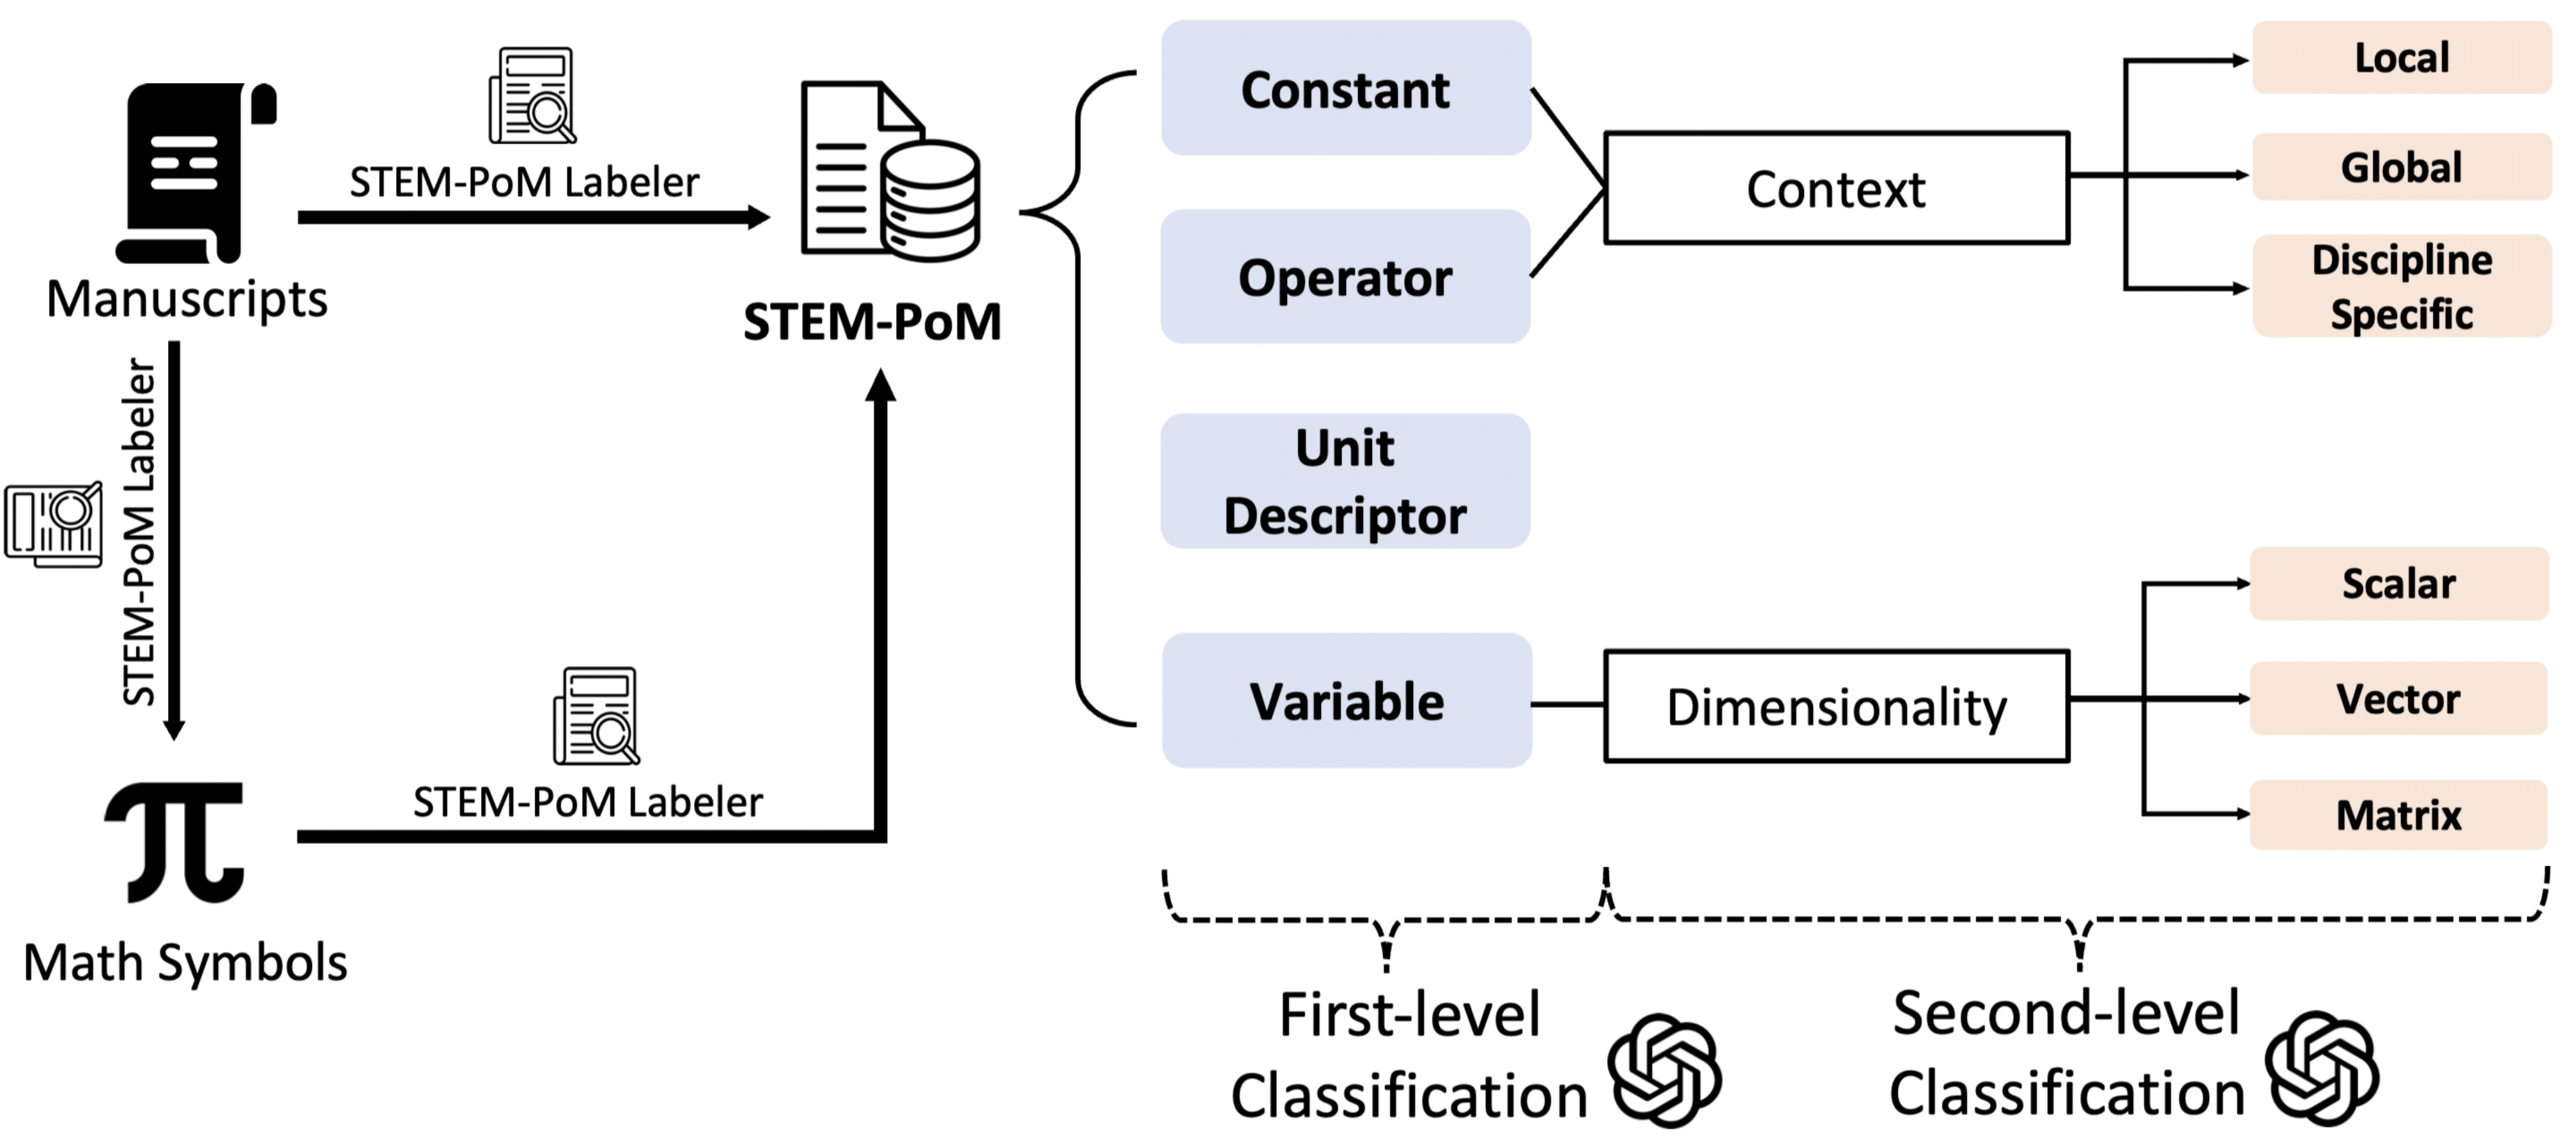 STEM-PoM Labeler
Manuscripts
STEM-PoM
STEM-PoM Labeler
STEM-PoM Labeler
Math Symbols
Constant
Operator
Unit
Descriptor
Variable
Context
Dimensionality
Local
Global
Discipline
Specific
Scalar
Vector
Matrix
First-level
Classification
Second-level
Classification